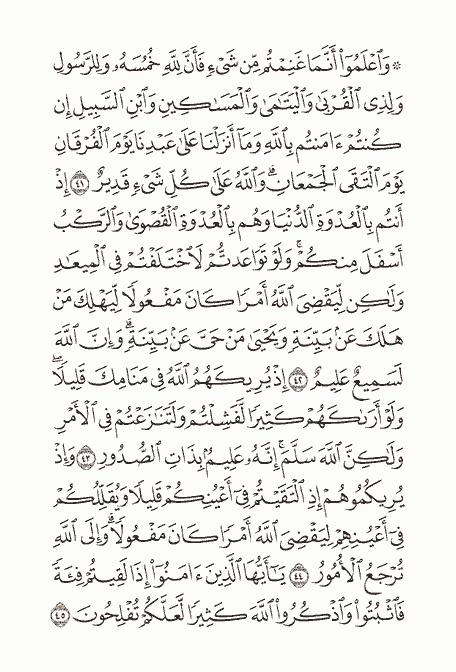 ۞ وَٱعْلَمُوٓا۟ أَنَّمَا غَنِمْتُم مِّن شَىْءٍ فَأَنَّ لِلَّهِ خُمُسَهُۥ وَلِلرَّسُولِ
وَلِذِى ٱلْقُرْبَىٰ وَٱلْيَتَـٰمَىٰ وَٱلْمَسَـٰكِينِ وَٱبْنِ ٱلسَّبِيلِ إِن
كُنتُمْ ءَامَنتُم بِٱللَّهِ وَمَآ أَنزَلْنَا عَلَىٰ عَبْدِنَا يَوْمَ ٱلْفُرْقَانِ
يَوْمَ ٱلْتَقَى ٱلْجَمْعَانِ ۗ وَٱللَّهُ عَلَىٰ كُلِّ شَىْءٍ قَدِيرٌ ٤١ إِذْ
أَنتُم بِٱلْعُدْوَةِ ٱلدُّنْيَا وَهُم بِٱلْعُدْوَةِ ٱلْقُصْوَىٰ وَٱلرَّكْبُ
أَسْفَلَ مِنكُمْ ۚ وَلَوْ تَوَاعَدتُّمْ لَٱخْتَلَفْتُمْ فِى ٱلْمِيعَـٰدِ ۙ
وَلَـٰكِن لِّيَقْضِىَ ٱللَّهُ أَمْرًا كَانَ مَفْعُولًا لِّيَهْلِكَ مَنْ
هَلَكَ عَنۢ بَيِّنَةٍ وَيَحْيَىٰ مَنْ حَىَّ عَنۢ بَيِّنَةٍ ۗ وَإِنَّ ٱللَّهَ
لَسَمِيعٌ عَلِيمٌ ٤٢ إِذْ يُرِيكَهُمُ ٱللَّهُ فِى مَنَامِكَ قَلِيلًا ۖ
وَلَوْ أَرَىٰكَهُمْ كَثِيرًا لَّفَشِلْتُمْ وَلَتَنَـٰزَعْتُمْ فِى ٱلْأَمْرِ
وَلَـٰكِنَّ ٱللَّهَ سَلَّمَ ۗ إِنَّهُۥ عَلِيمٌۢ بِذَاتِ ٱلصُّدُورِ ٤٣ وَإِذْ
يُرِيكُمُوهُمْ إِذِ ٱلْتَقَيْتُمْ فِىٓ أَعْيُنِكُمْ قَلِيلًا وَيُقَلِّلُكُمْ
فِىٓ أَعْيُنِهِمْ لِيَقْضِىَ ٱللَّهُ أَمْرًا كَانَ مَفْعُولًا ۗ وَإِلَى ٱللَّهِ
تُرْجَعُ ٱلْأُمُورُ ٤٤ يَـٰٓأَيُّهَا ٱلَّذِينَ ءَامَنُوٓا۟ إِذَا لَقِيتُمْ فِئَةً
فَٱثْبُتُوا۟ وَٱذْكُرُوا۟ ٱللَّهَ كَثِيرًا لَّعَلَّكُمْ تُفْلِحُونَ ٤٥